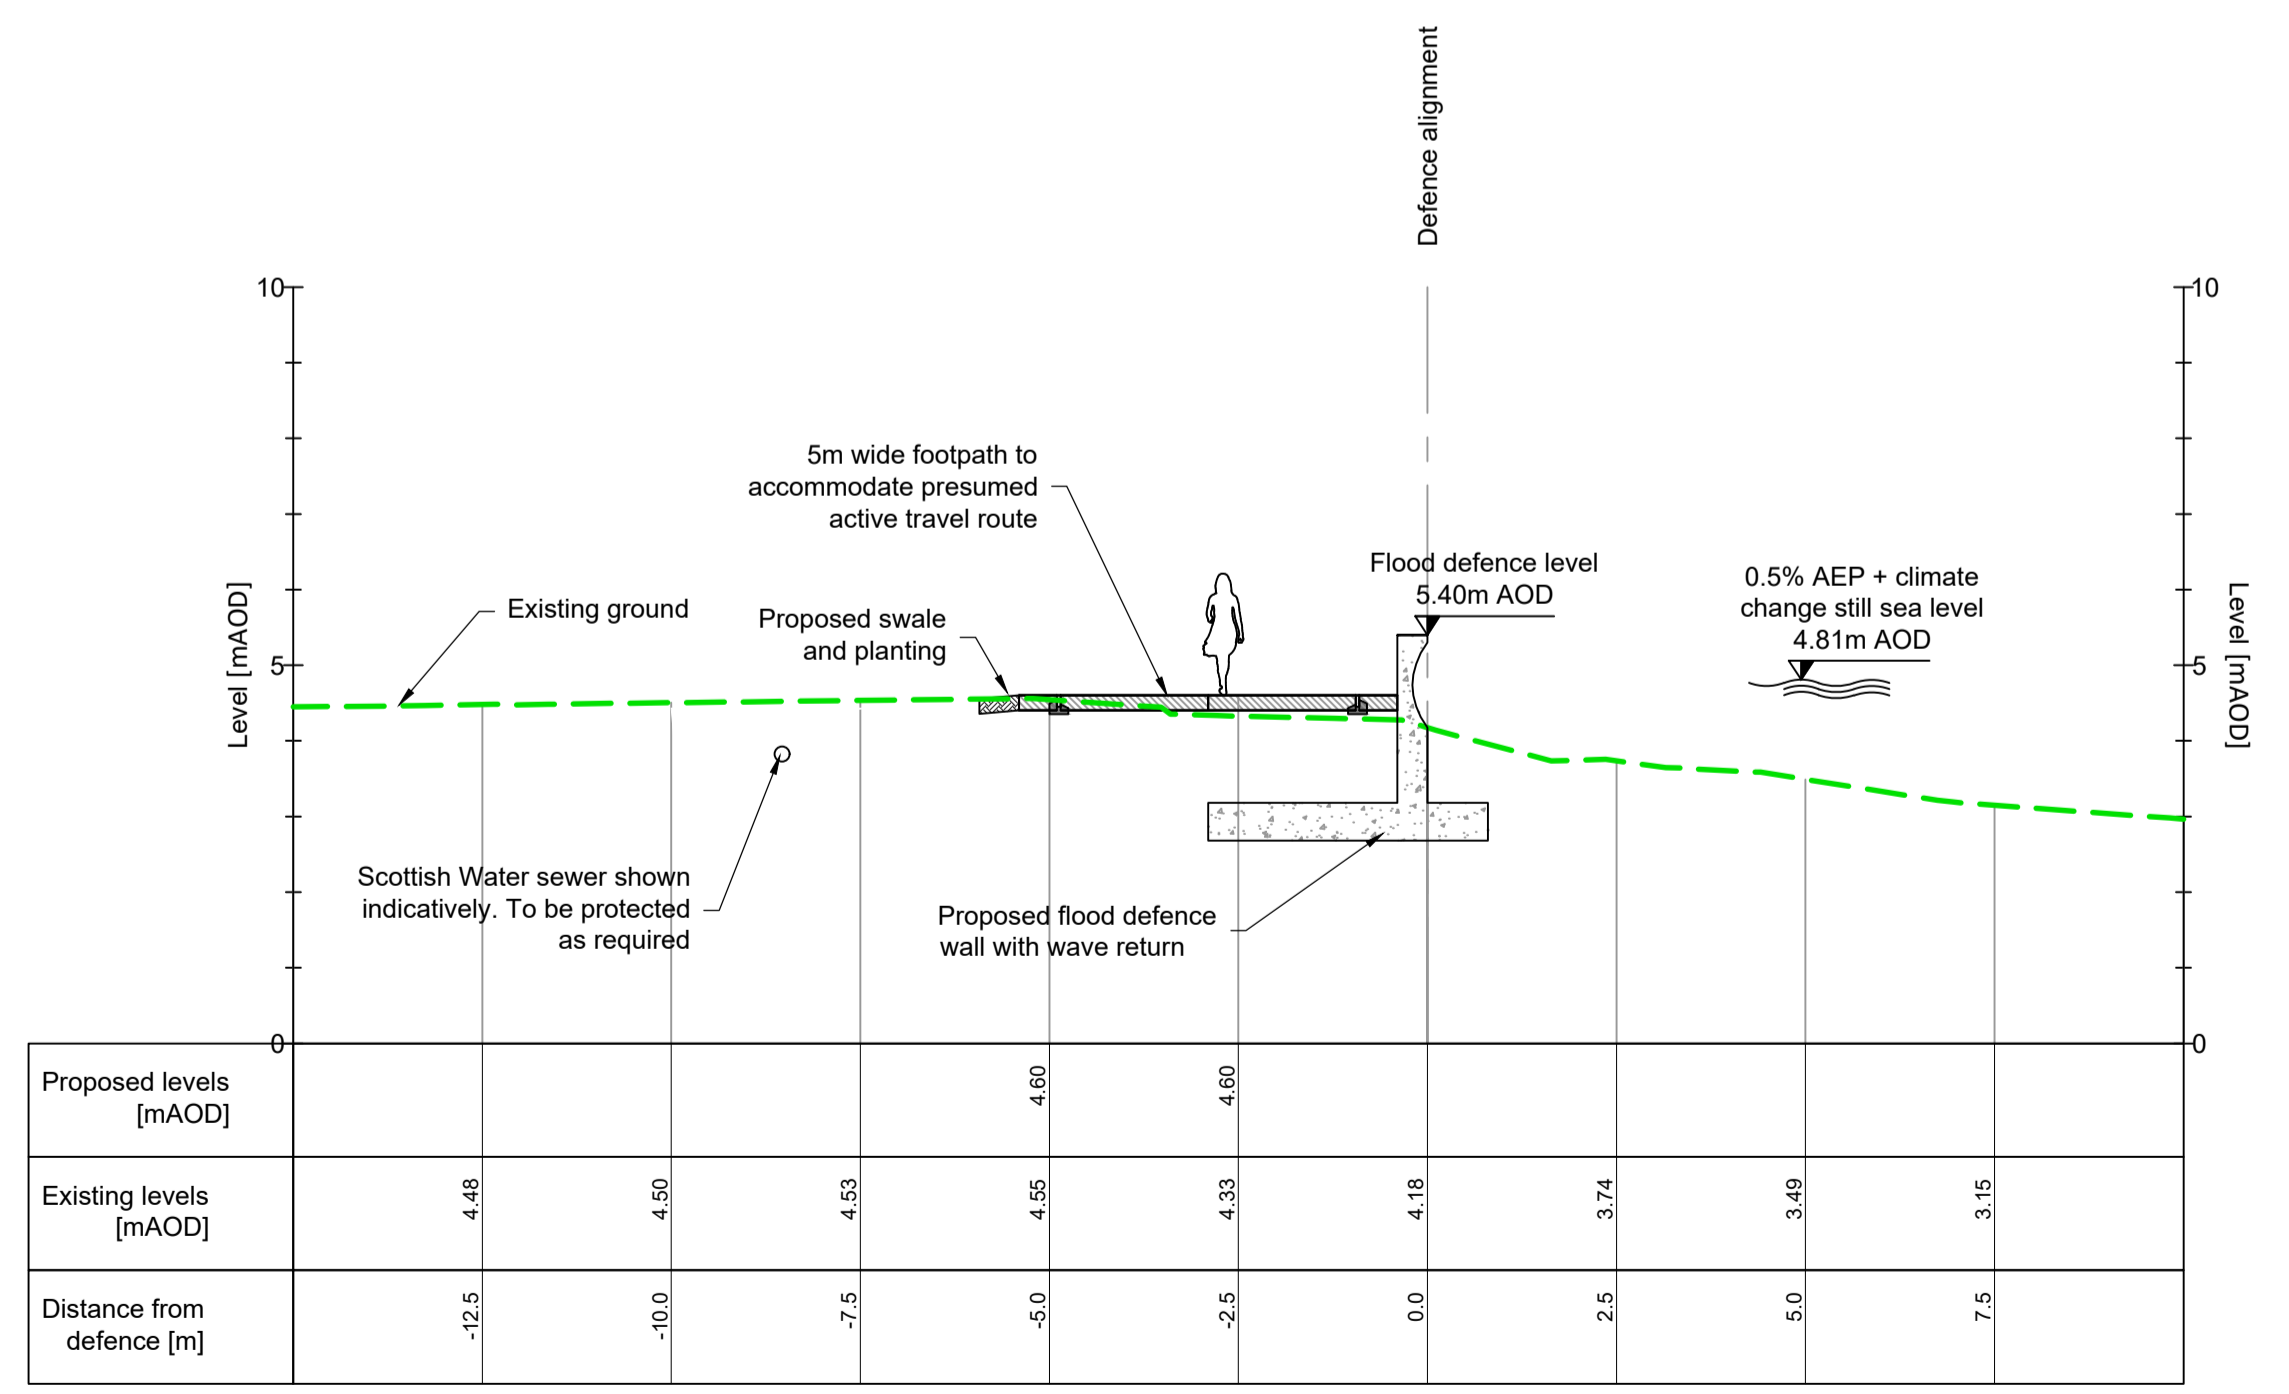 Defence alignment
10
10
5m wide footpath to
accommodate presumed
active travel route
Flood defence level
5.40m AOD
0.5% AEP + climate
change still sea level
4.81m AOD
Existing ground
Proposed swale
and planting
Level [mAOD]
5
5
Level [mAOD]
Scottish Water sewer shown
indicatively. To be protected
as required
Proposed flood defence
wall with wave return
0
0
Proposed levels
[mAOD]
4.60
4.60
Existing levels
[mAOD]
4.48
4.50
4.53
4.55
4.33
4.18
3.74
3.49
3.15
Distance from
defence [m]
-12.5
-10.0
-7.5
-5.0
-2.5
0.0
2.5
5.0
7.5